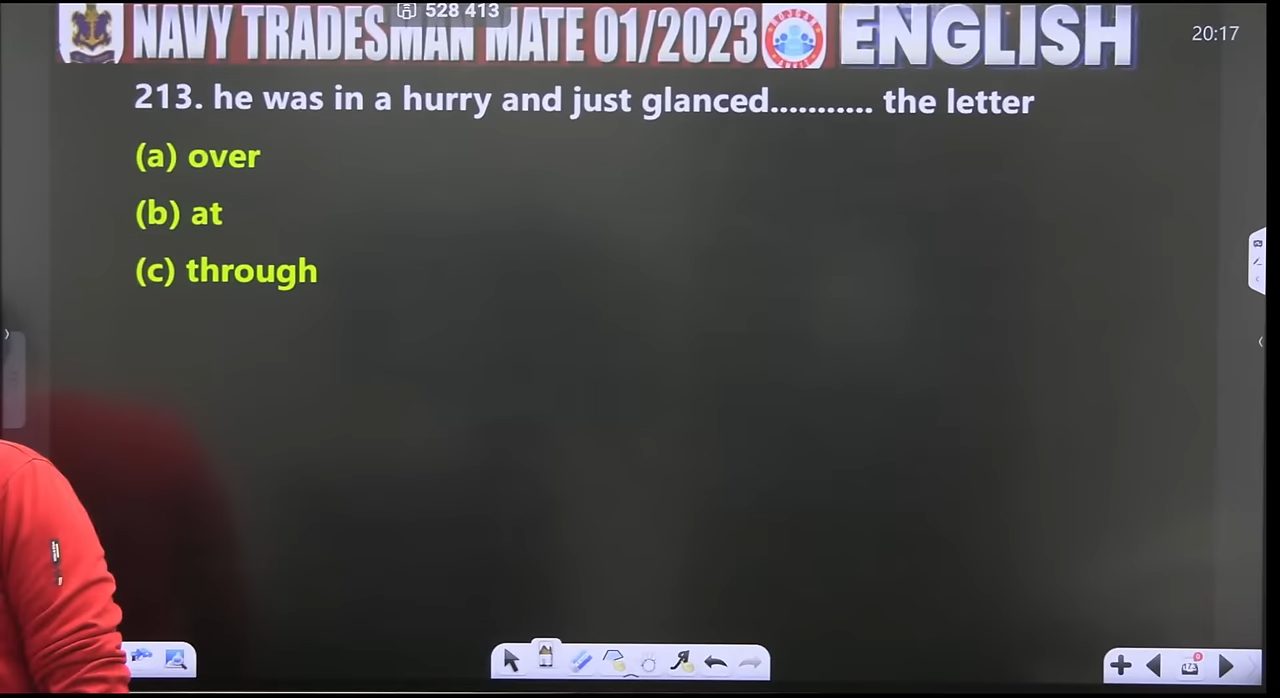 528 413
NAVY TRADESMAN MATE 01/2023 ENGLISH
20:17
213. he was in a hurry and just glanced........... the letter
(a) over
(b) at
(c) through